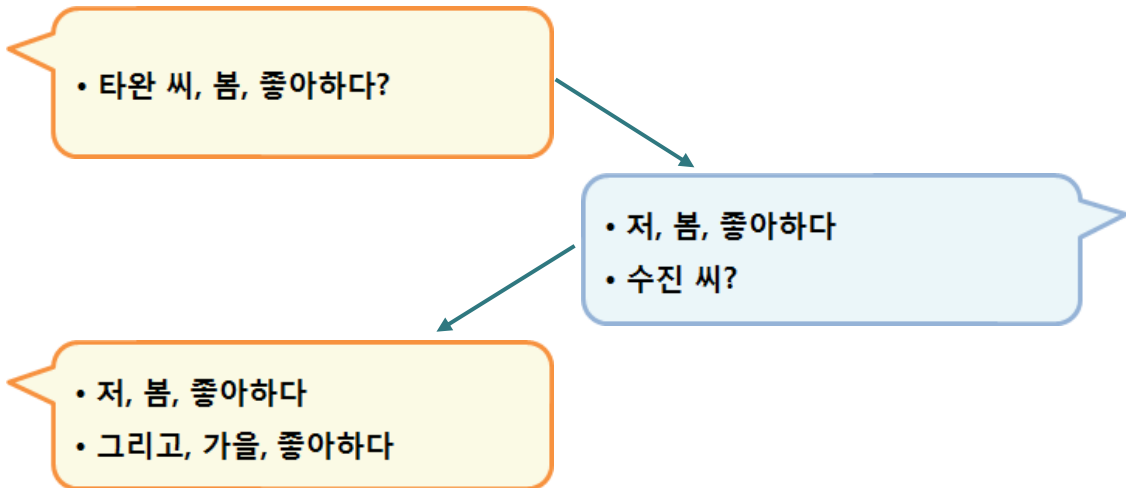 • 타완 씨, 봄, 좋아하다?
• 저, 봄, 좋아하다
• 수진 씨?
• 저, 봄, 좋아하다
• 그리고, 가을, 좋아하다